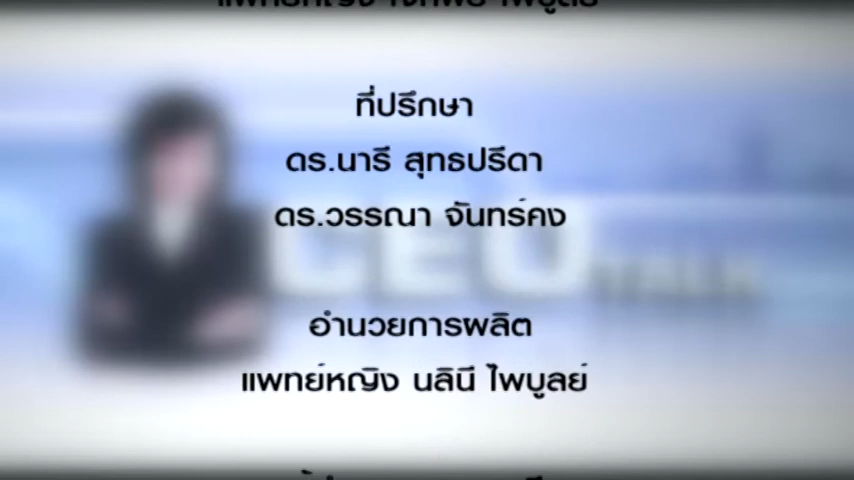 ที่ปรึกษา
ดร.นารี สุทธปรีดา
ดร.วรรณา จันทร์คง
CEO
อำนวยการผลิต
แพทย์หญิง นลินี ไพบูลย์